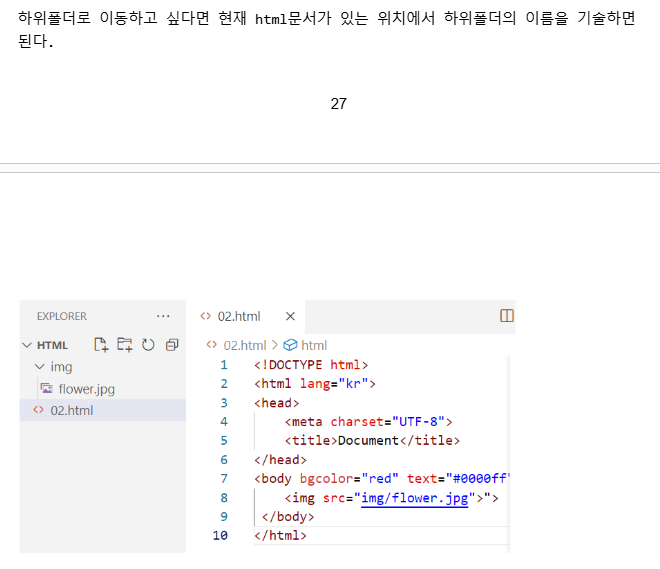 하위폴더로 이동하고 싶다면 현재 html문서가 있는 위치에서 하위폴더의 이름을 기술하면
된다.
27
EXPLORER ···
HTML
img
flower.jpg
02.html
02.html ×
02.html > html
1 <!DOCTYPE html>
2 <html lang="kr">
3 <head>
4 <meta charset="UTF-8">
5 <title>Document</title>
6 </head>
7 <body bgcolor="red" text="#0000ff"
8 <img src="img/flower.jpg">">
9 </body>
10 </html>